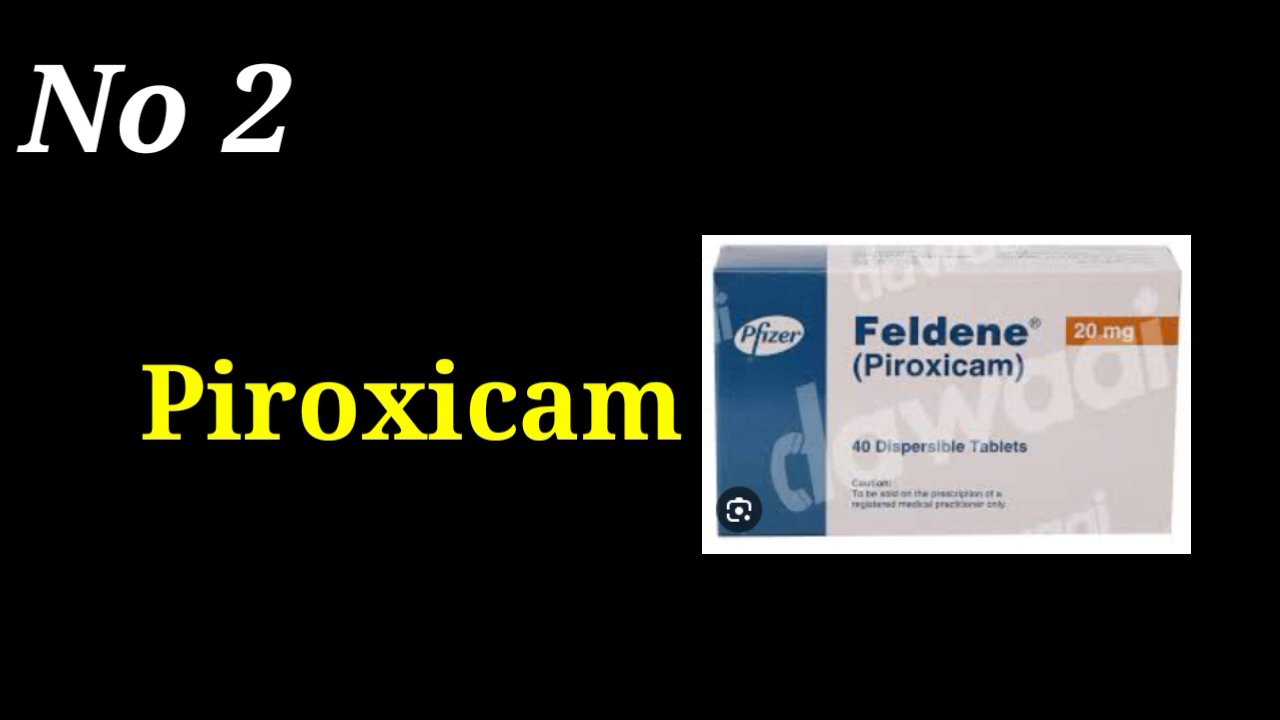 No 2
Piroxicam
Pfizer
Feldene®
20 mg
(Piroxicam)
dawaai
40 Dispersible Tablets
Caution:
To be sold on the prescription of a
registered medical practitioner only.